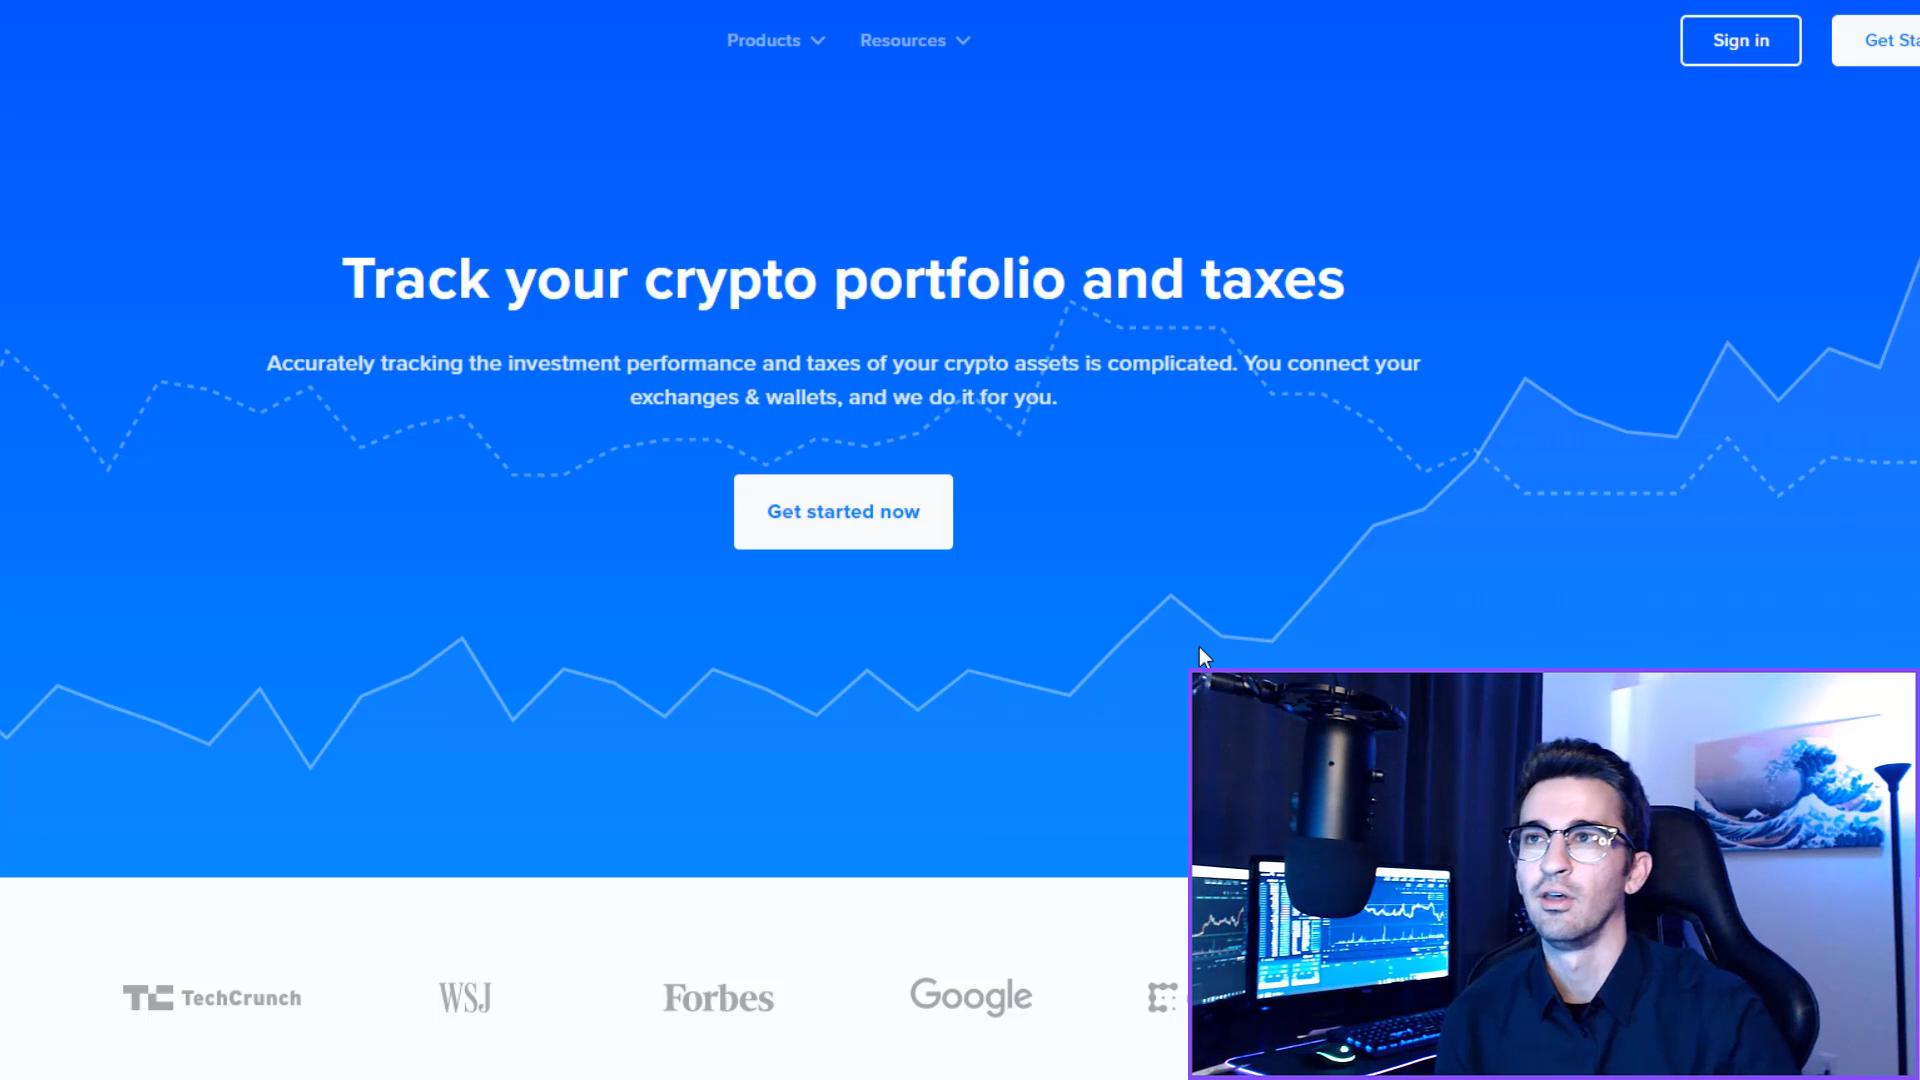 Products
Resources
Sign in
Get Sta
Track your crypto portfolio and taxes
Accurately tracking the investment performance and taxes of your crypto assets is complicated. You connect your
exchanges & wallets, and we do it for you.
Get started now
TC TechCrunch
WSJ
Forbes
Google